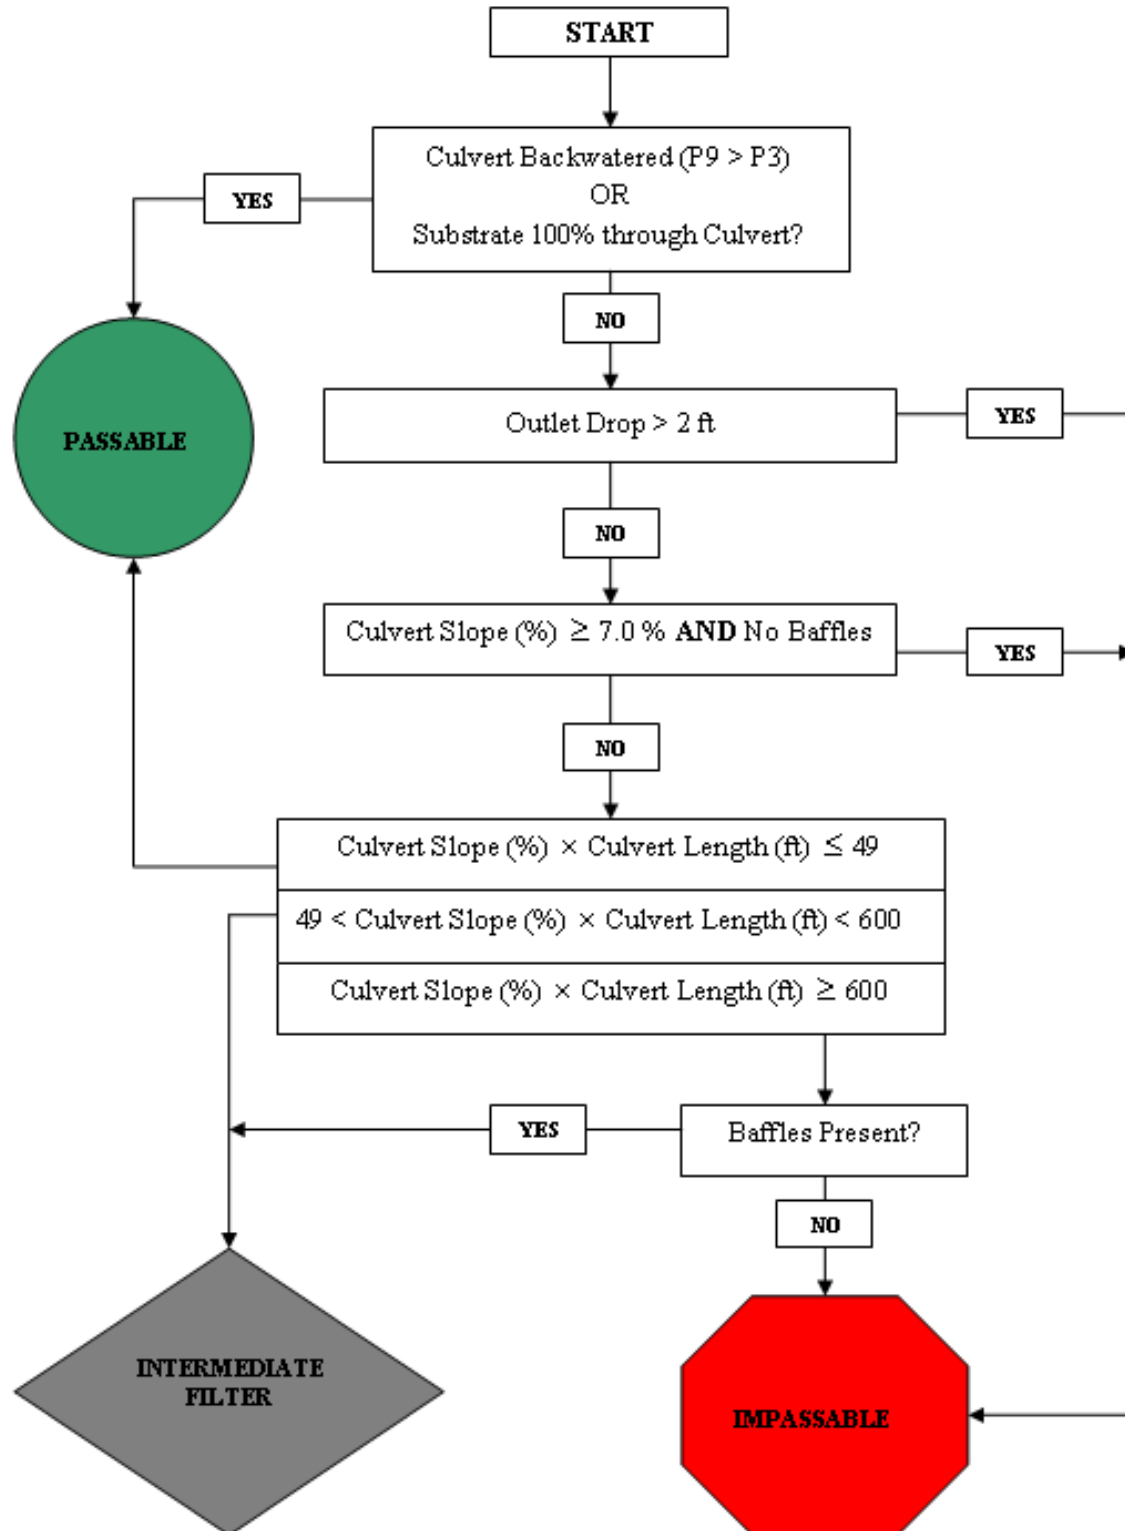 START
Culvert Backwatered (P9 > P3)
OR
Substrate 100% through Culvert?
YES
NO
PASSABLE
Outlet Drop > 2 ft
YES
NO
Culvert Slope (%) ≥ 7.0 % AND No Baffles
YES
NO
Culvert Slope (%) × Culvert Length (ft) ≤ 49
49 < Culvert Slope (%) × Culvert Length (ft) < 600
Culvert Slope (%) × Culvert Length (ft) ≥ 600
YES
Baffles Present?
NO
INTERMEDIATE
FILTER
IMPASSABLE